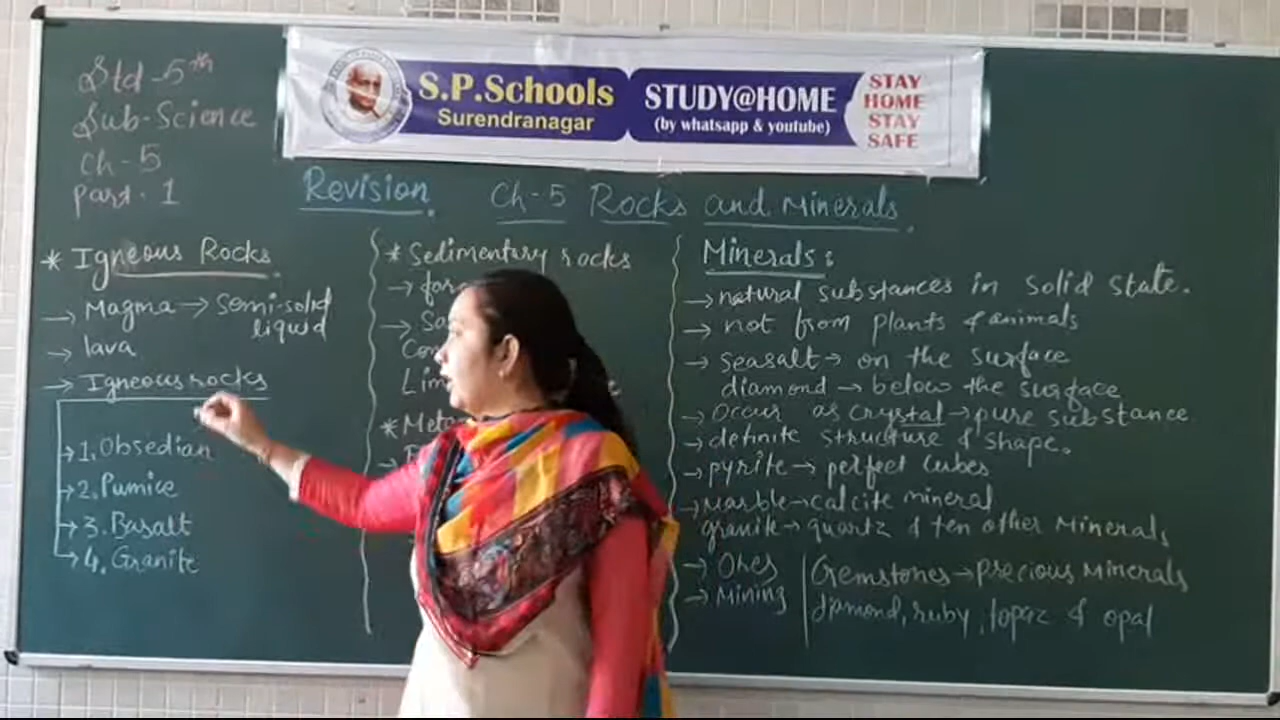 S.P.Schools
Surendranagar
STUDY@HOME
(by whatsapp & youtube)
STAY
HOME
STAY
SAFE
Std-5th
Sub-Science
Ch-5
part-1
Revision. Ch-5 Rocks and Minerals.
* Igneous Rocks.
→ Magma → semi-solid
liquid
→ lava
→ Igneous rocks
→ 1. Obsedian
→ 2. Pumice
→ 3. Basalt
→ 4. Granite
* Sedimentary rocks
Minerals:
→ natural substances in solid state.
→ not from plants & animals
→ seasalt → on the surface
diamond → below the surface
→ Occur as crystal → pure substance
→ definite structure & shape.
→ pyrite → perfect cubes
→ Marble → calcite mineral
granite → quartz & ten other Minerals
→ Ores
→ Mining
Gemstones → precious Minerals
diamond, ruby, topaz & opal